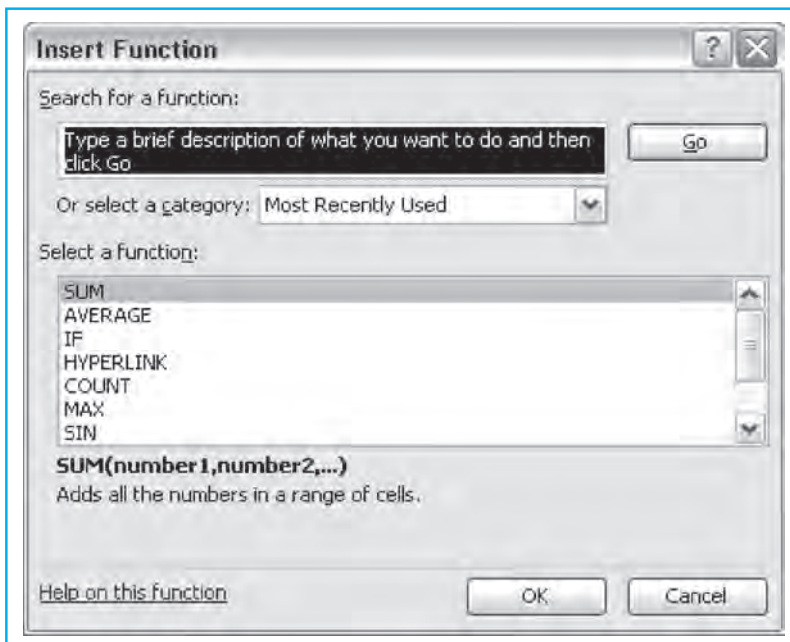 Insert Function
?
Search for a function:
Type a brief description of what you want to do and then
click Go
Go
Or select a category: Most Recently Used
Select a function:
SUM
AVERAGE
IF
HYPERLINK
COUNT
MAX
SIN
SUM(number1,number2,...)
Adds all the numbers in a range of cells.
Help on this function
OK
Cancel